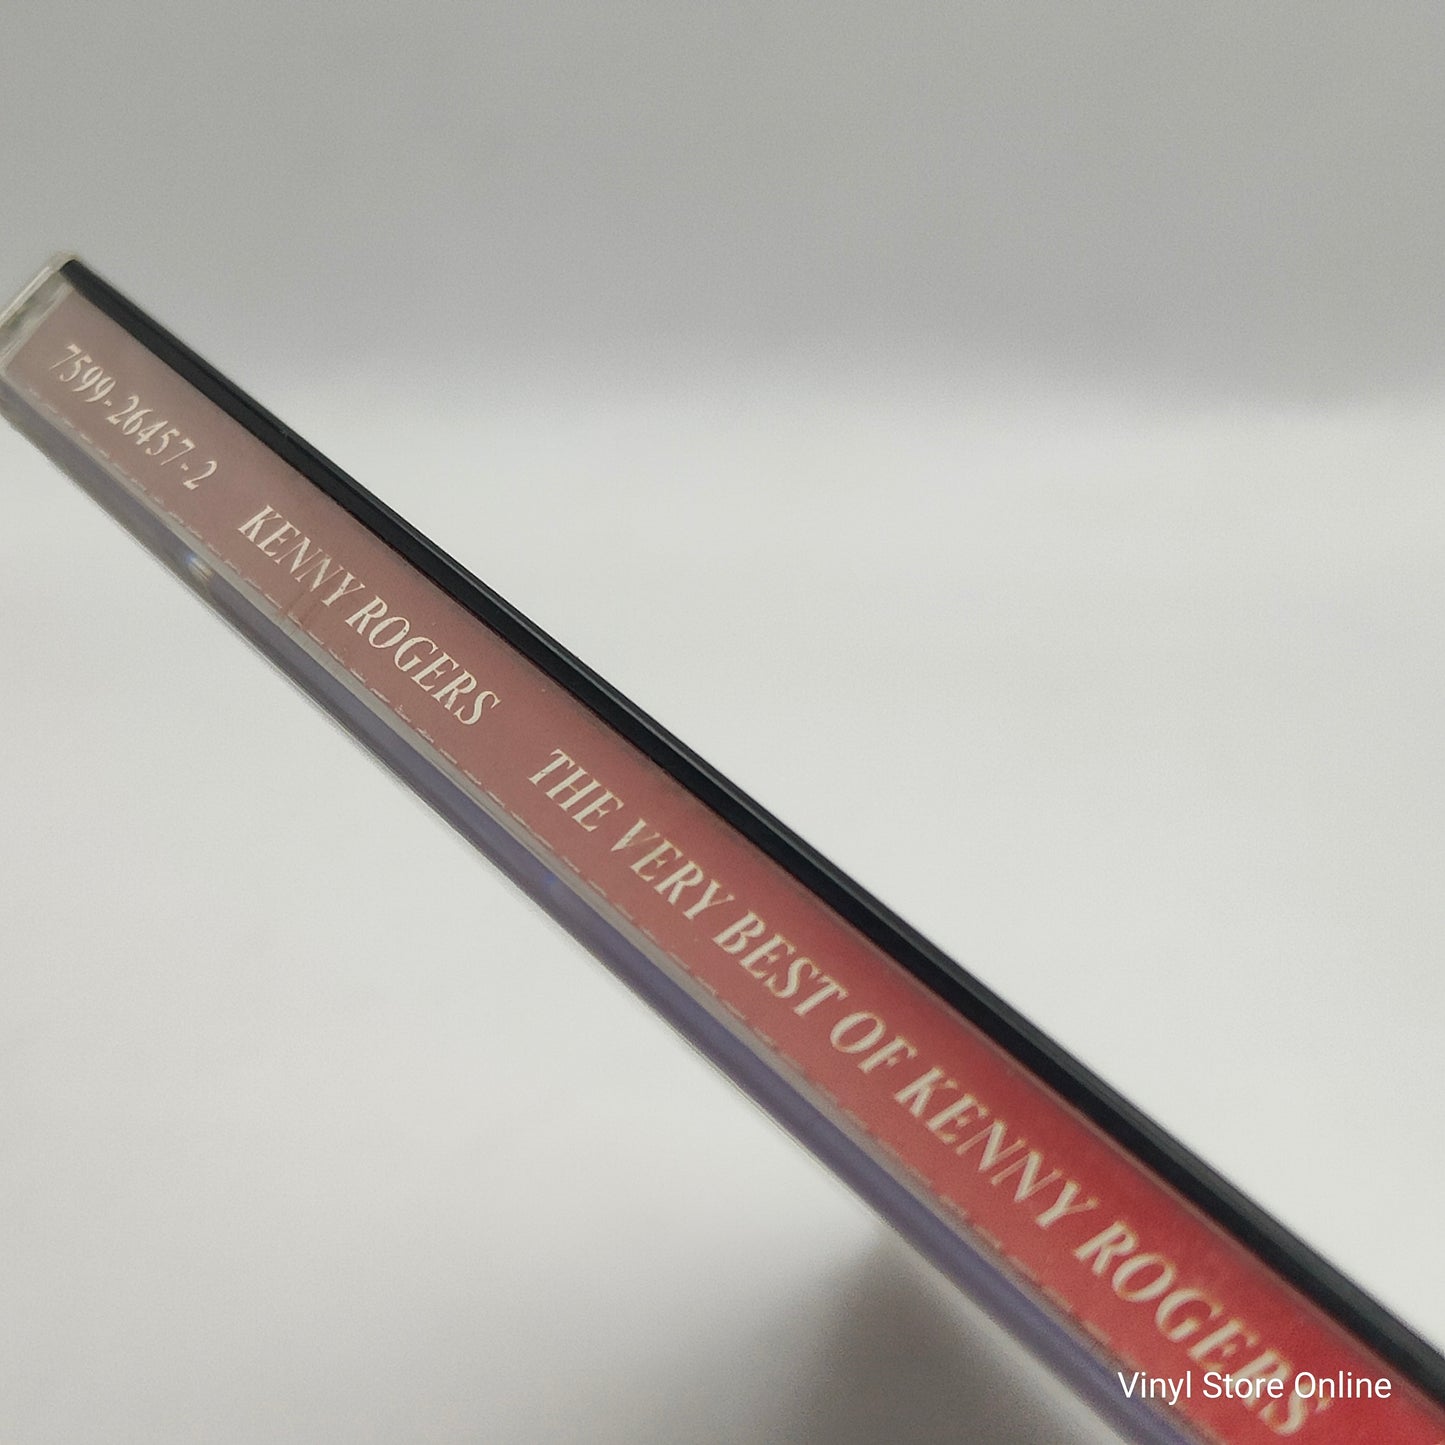 7599-26457-2 KENNY ROGERS THE VERY BEST OF KENNY ROGERS
Vinyl Store Online